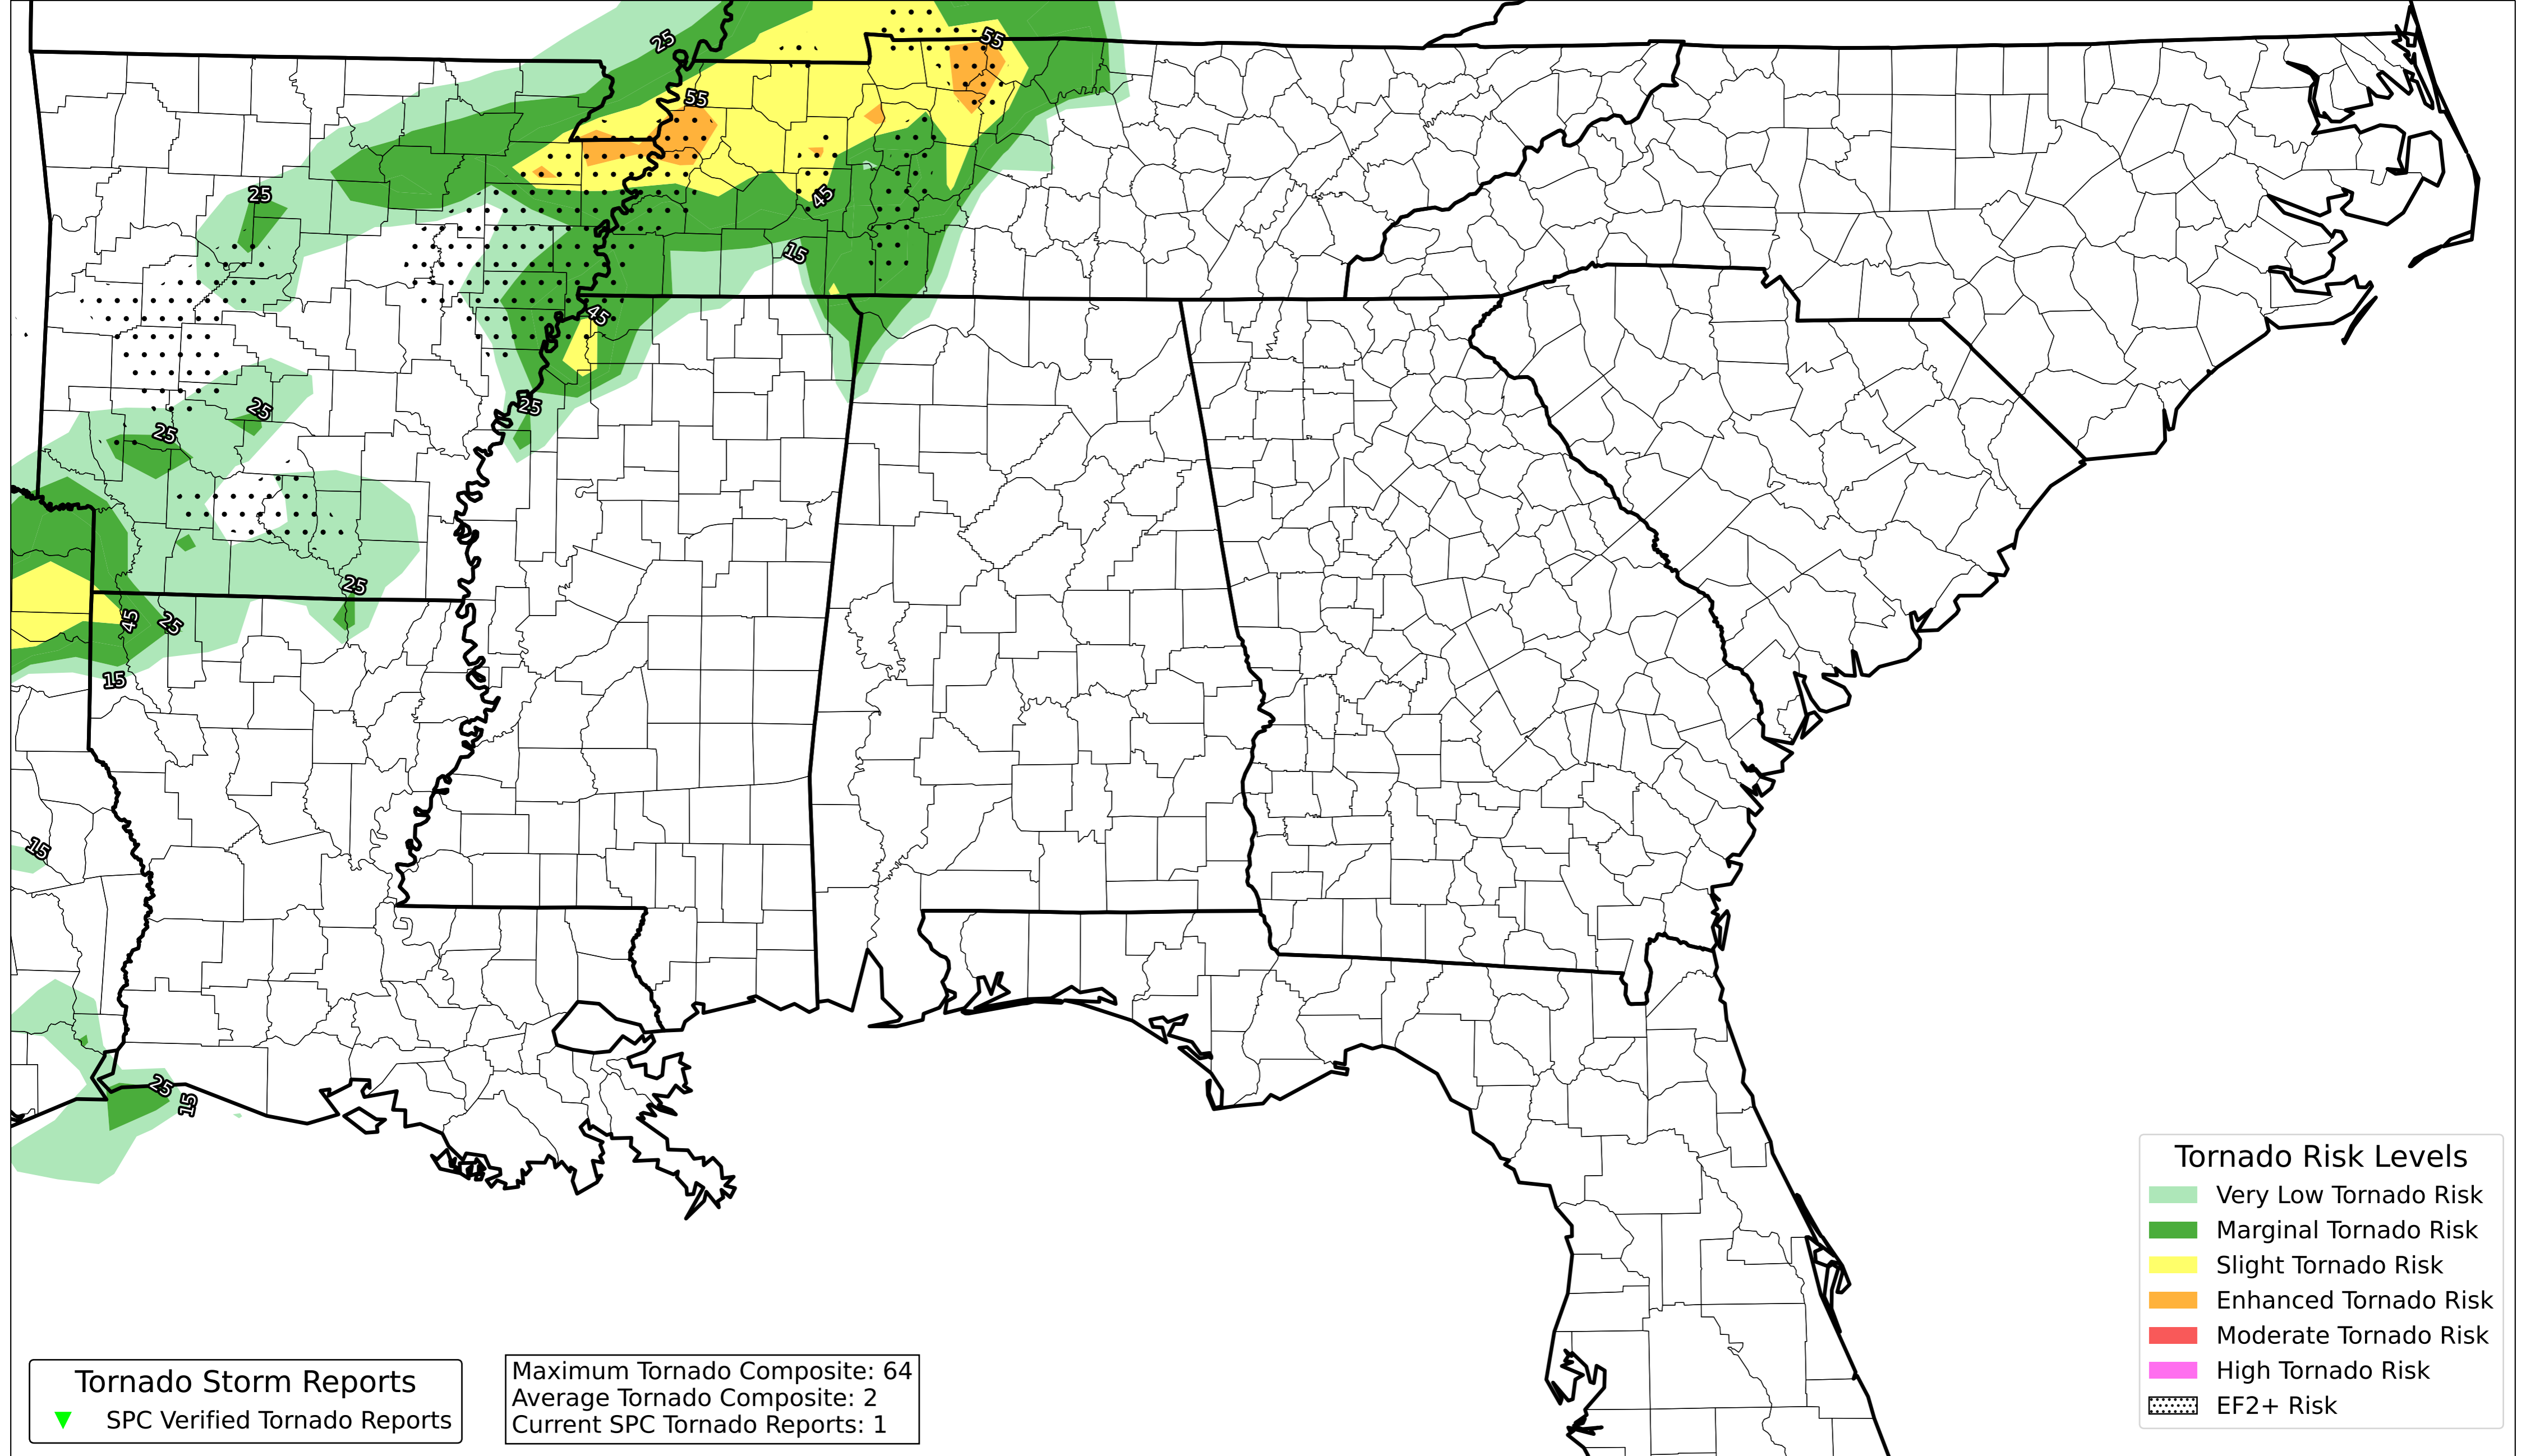 25
55
55
25
45
15
45
25
25
25
25
45
25
15
15
25
15
Tornado Risk Levels
Very Low Tornado Risk
Marginal Tornado Risk
Slight Tornado Risk
Enhanced Tornado Risk
Moderate Tornado Risk
High Tornado Risk
EF2+ Risk
Tornado Storm Reports
SPC Verified Tornado Reports
Maximum Tornado Composite: 64
Average Tornado Composite: 2
Current SPC Tornado Reports: 1